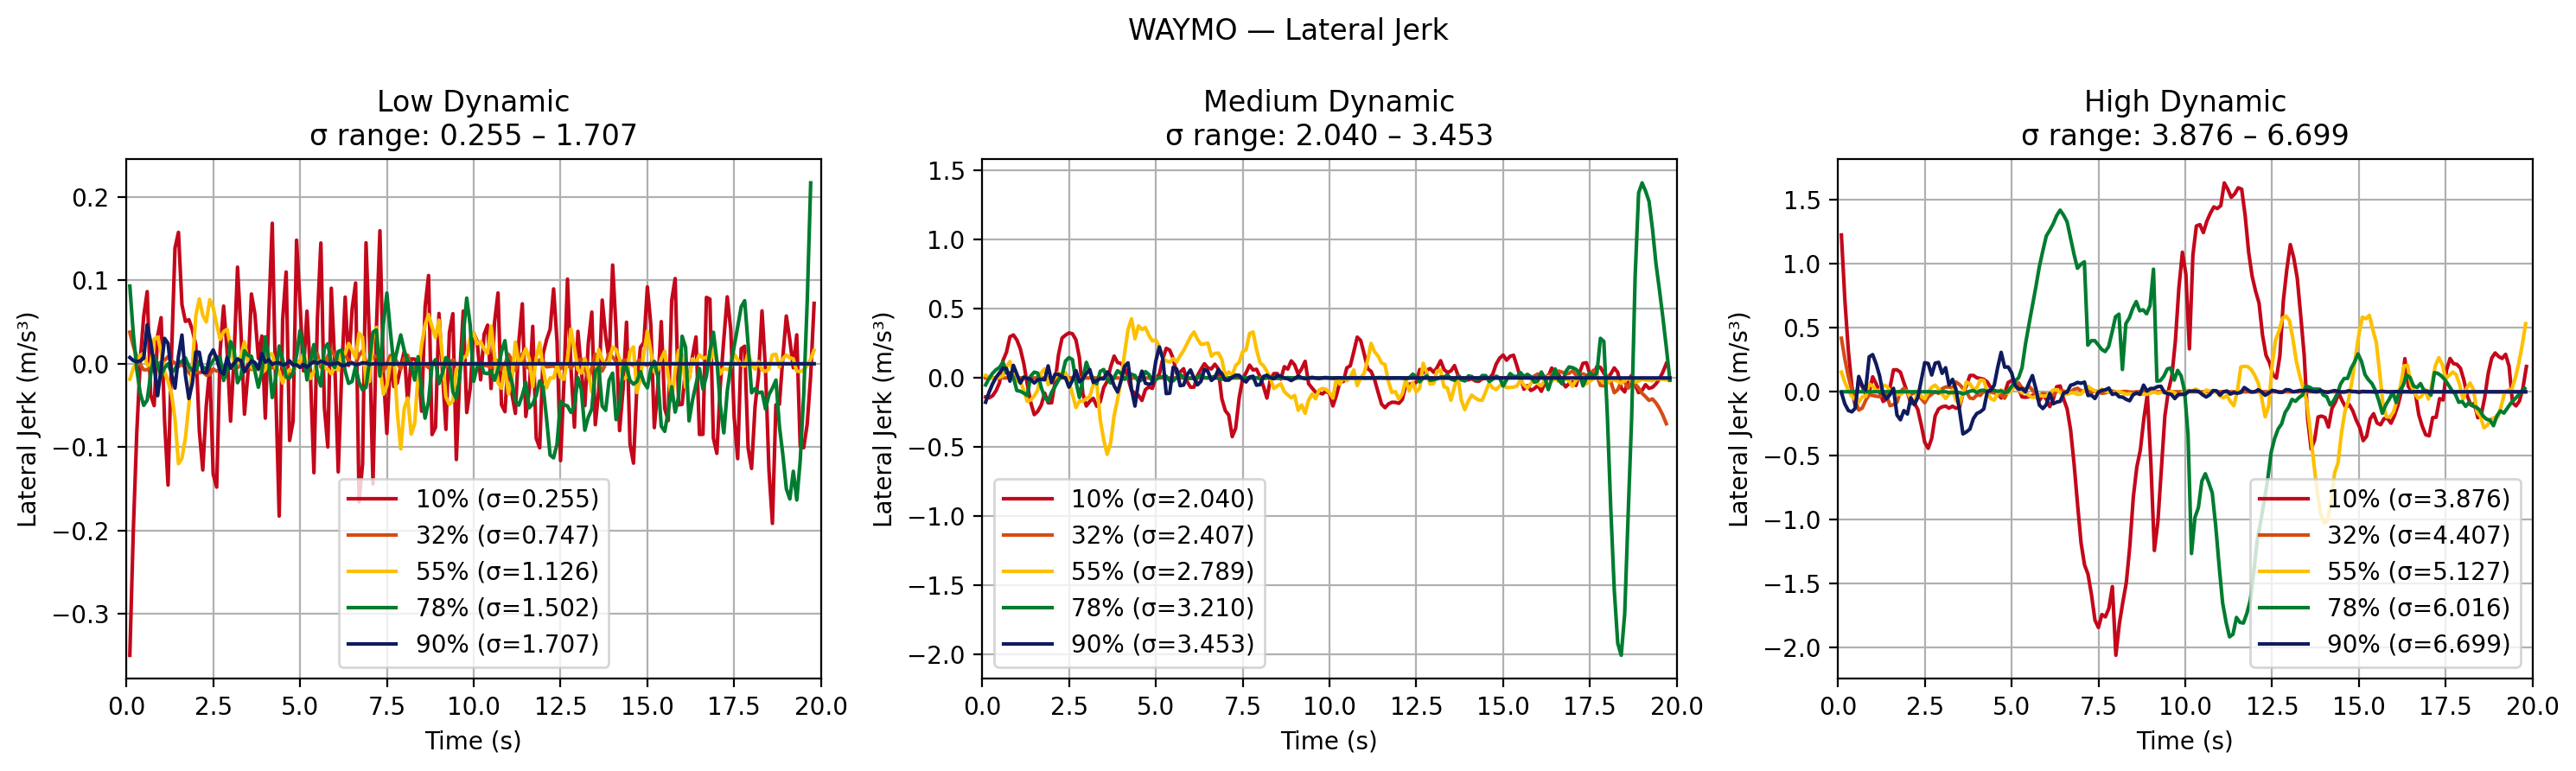 WAYMO — Lateral Jerk
Low Dynamic
σ range: 0.255 – 1.707
0.2
0.1
0.0
−0.1
−0.2
−0.3
Lateral Jerk (m/s³)
10% (σ=0.255)
32% (σ=0.747)
55% (σ=1.126)
78% (σ=1.502)
90% (σ=1.707)
0.0 2.5 5.0 7.5 10.0 12.5 15.0 17.5 20.0
Time (s)
Medium Dynamic
σ range: 2.040 – 3.453
1.5
1.0
0.5
0.0
−0.5
−1.0
−1.5
−2.0
Lateral Jerk (m/s³)
10% (σ=2.040)
32% (σ=2.407)
55% (σ=2.789)
78% (σ=3.210)
90% (σ=3.453)
0.0 2.5 5.0 7.5 10.0 12.5 15.0 17.5 20.0
Time (s)
High Dynamic
σ range: 3.876 – 6.699
1.5
1.0
0.5
0.0
−0.5
−1.0
−1.5
−2.0
Lateral Jerk (m/s³)
10% (σ=3.876)
32% (σ=4.407)
55% (σ=5.127)
78% (σ=6.016)
90% (σ=6.699)
0.0 2.5 5.0 7.5 10.0 12.5 15.0 17.5 20.0
Time (s)